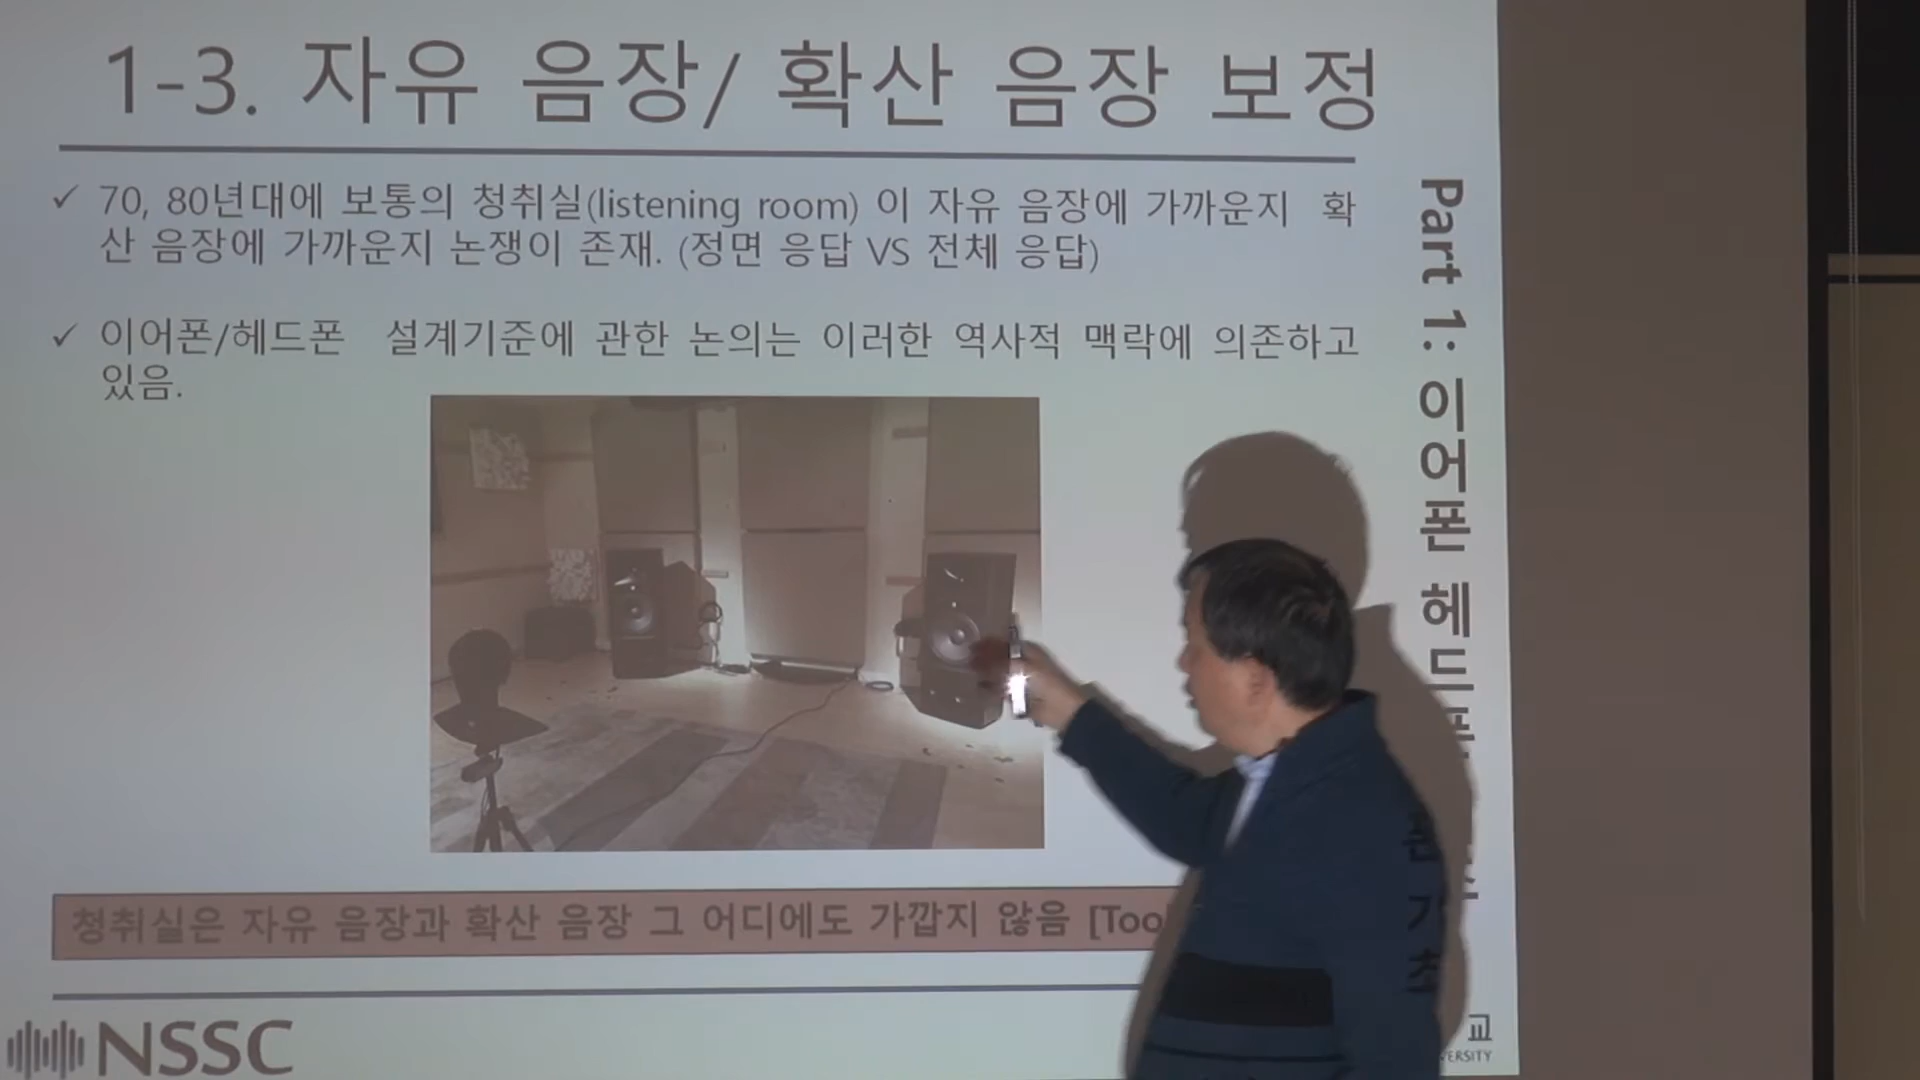 1-3. 자유 음장/ 확산 음장 보정
✓ 70, 80년대에 보통의 청취실(listening room) 이 자유 음장에 가까운지 확
산 음장에 가까운지 논쟁이 존재. (정면 응답 VS 전체 응답)
✓ 이어폰/헤드폰 설계기준에 관한 논의는 이러한 역사적 맥락에 의존하고
있음.
청취실은 자유 음장과 확산 음장 그 어디에도 가깝지 않음
NSSC
Part 1: 이어폰 헤드폰
교